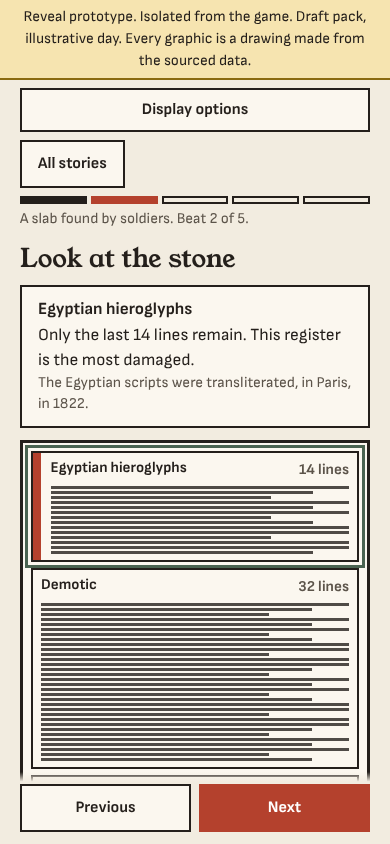 Reveal prototype. Isolated from the game. Draft pack,
illustrative day. Every graphic is a drawing made from
the sourced data.
Display options
All stories
A slab found by soldiers. Beat 2 of 5.
Look at the stone
Egyptian hieroglyphs
Only the last 14 lines remain. This register
is the most damaged.
The Egyptian scripts were transliterated, in Paris,
in 1822.
Egyptian hieroglyphs 14 lines
Demotic 32 lines
Previous Next